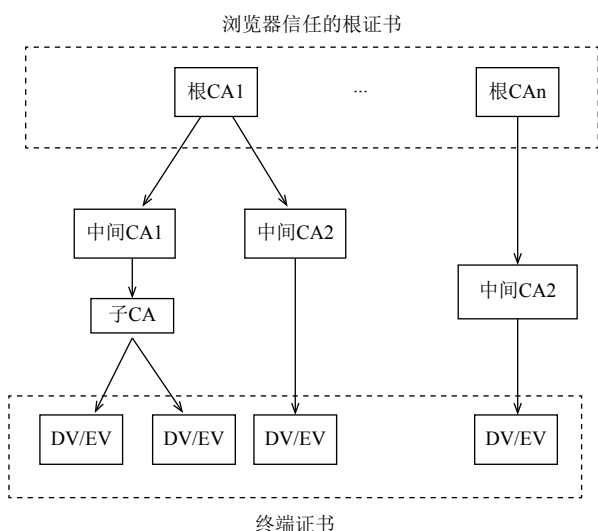 浏览器信任的根证书
根CA1 ... 根CAn
中间CA1 中间CA2
中间CA2
子CA
DV/EV DV/EV DV/EV DV/EV
终端证书